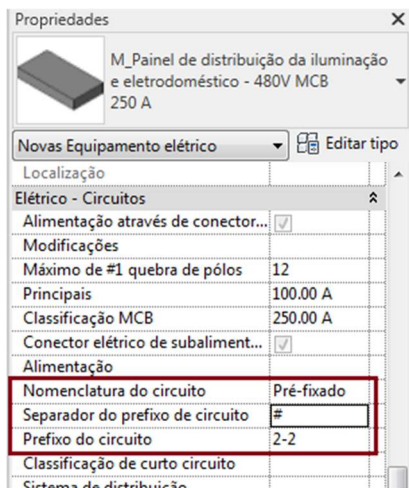 Propriedades
M_Painel de distribuição da iluminação
e eletrodoméstico - 480V MCB
250 A
Novas Equipamento elétrico
Editar tipo
Localização
Elétrico - Circuitos
Alimentação através de conector...
Modificações
Máximo de #1 quebra de pólos 12
Principais 100.00 A
Classificação MCB 250.00 A
Conector elétrico de subaliment...
Alimentação
Nomenclatura do circuito Pré-fixado
Separador do prefixo de circuito #
Prefixo do circuito 2-2
Classificação de curto circuito
Sistema de distribuição